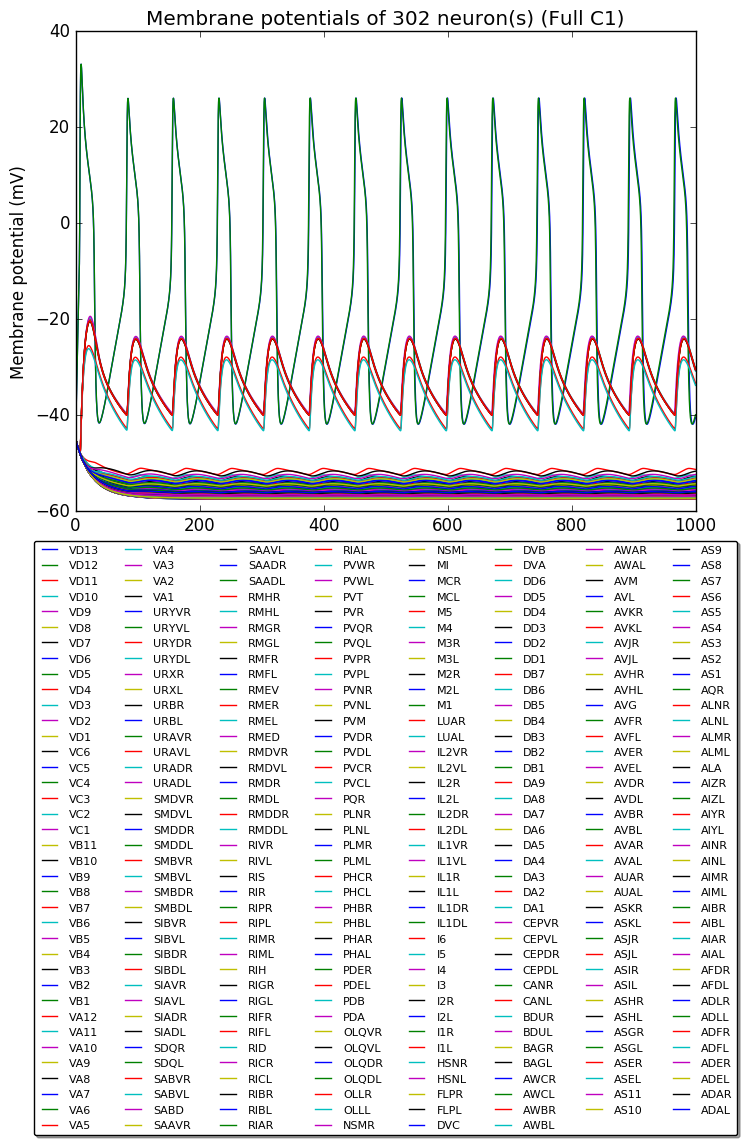 Membrane potentials of 302 neuron(s) (Full C1)
40
20
0
−20
−40
−60
Membrane potential (mV)
0 200 400 600 800 1000
VD13 VA4 SAAVL RIAL NSML DVB AWAR AS9
VD12 VA3 SAADR PVWR MI DVA AWAL AS8
VD11 VA2 SAADL PVWL MCR DD6 AVM AS7
VD10 VA1 RMHR PVT MCL DD5 AVL AS6
VD9 URYVR RMHL PVR M5 DD4 AVKR AS5
VD8 URYVL RMGR PVQR M4 DD3 AVKL AS4
VD7 URYDR RMGL PVQL M3R DD2 AVJR AS3
VD6 URYDL RMFR PVPR M3L DD1 AVJL AS2
VD5 URXR RMFL PVPL M2R DB7 AVHR AS1
VD4 URXL RMEV PVNR M2L DB6 AVHL AQR
VD3 URBR RMER PVNL M1 DB5 AVG ALNR
VD2 URBL RMEL PVM LUAR DB4 AVFR ALNL
VD1 URAVR RMED PVDR LUAL DB3 AVFL ALMR
VC6 URAVL RMDVR PVDL IL2VR DB2 AVER ALML
VC5 URADR RMDVL PVCR IL2VL DB1 AVEL ALA
VC4 URADL RMDR PVCL IL2R DA9 AVDR AIZR
VC3 SMDVR RMDL PQR IL2L DA8 AVDL AIZL
VC2 SMDVL RMDDR PLNR IL2DR DA7 AVBR AIYR
VC1 SMDDR RMDDL PLNL IL2DL DA6 AVBL AIYL
VB11 SMDDL RIVR PLMR IL1VR DA5 AVAR AINR
VB10 SMBVR RIVL PLML IL1VL DA4 AVAL AINL
VB9 SMBVL RIS PHCR IL1R DA3 AUAR AIMR
VB8 SMBDR RIR PHCL IL1L DA2 AUAL AIML
VB7 SMBDL RIPR PHBR IL1DR DA1 ASKR AIBR
VB6 SIBVR RIPL PHBL IL1DL CEPVR ASKL AIBL
VB5 SIBVL RIMR PHAR I6 CEPVL ASJR AIAR
VB4 SIBDR RIML PHAL I5 CEPDR ASJL AIAL
VB3 SIBDL RIH PDER I4 CEPDL ASIR AFDR
VB2 SIAVR RIGR PDEL I3 CANR ASIL AFDL
VB1 SIAVL RIGL PDB I2R CANL ASHR ADLR
VA12 SIADR RIFR PDA I2L BDUR ASHL ADLL
VA11 SIADL RIFL OLQVR I1R BDUL ASGR ADFR
VA10 SDQR RID OLQVL I1L BAGR ASGL ADFL
VA9 SDQL RICR OLQDR HSNR BAGL ASER ADER
VA8 SABVR RICL OLQDL HSNL AWCR ASEL ADEL
VA7 SABVL RIBR OLLR FLPR AWCL AS11 ADAR
VA6 SABD RIBL OLLL FLPL AWBR AS10 ADAL
VA5 SAAVR RIAR NSMR DVC AWBL